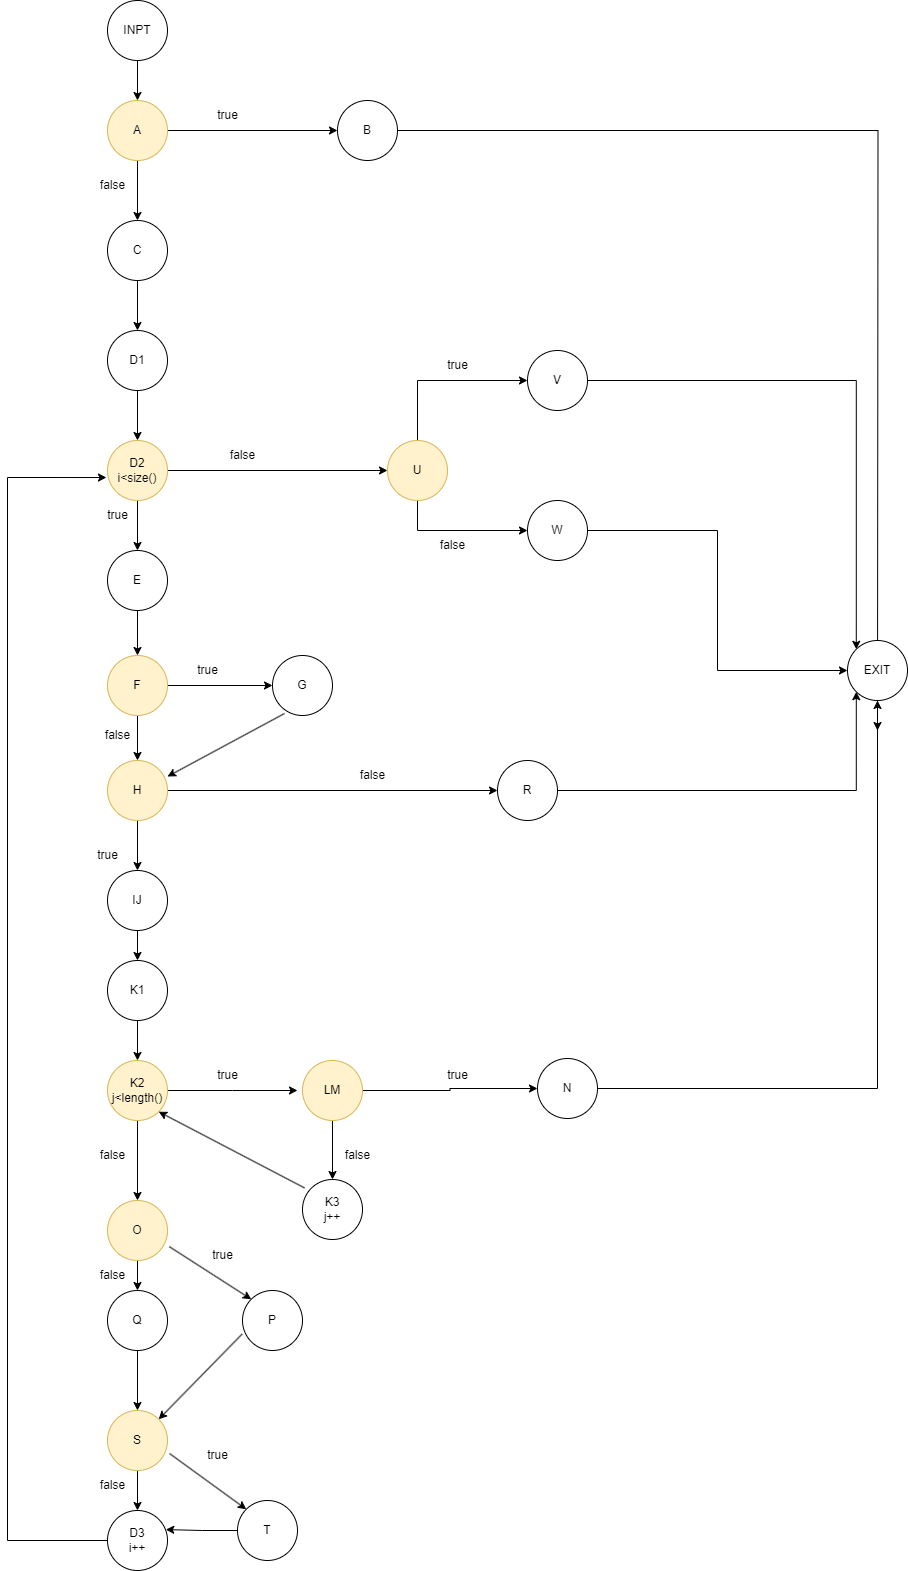 INPT
true
A
B
false
C
D1
true
V
false
D2
i<size()
U
true
W
false
E
true
F
G
EXIT
false
false
H
R
true
IJ
K1
true
true
K2
j<length()
LM
N
false
false
K3
j++
O
true
false
Q
P
S
true
false
D3
i++
T